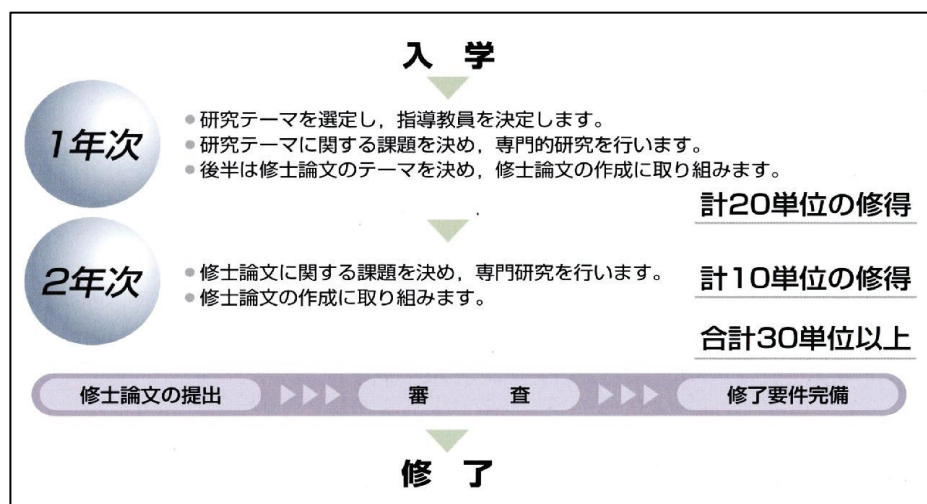 入 学
1年次
研究テーマを選定し，指導教員を決定します。
研究テーマに関する課題を決め，専門的研究を行います。
後半は修士論文のテーマを決め，修士論文の作成に取り組みます。
計20単位の修得
2年次
修士論文に関する課題を決め，専門研究を行います。
修士論文の作成に取り組みます。
計10単位の修得
合計30単位以上
修士論文の提出
審 査
修了要件完備
修 了